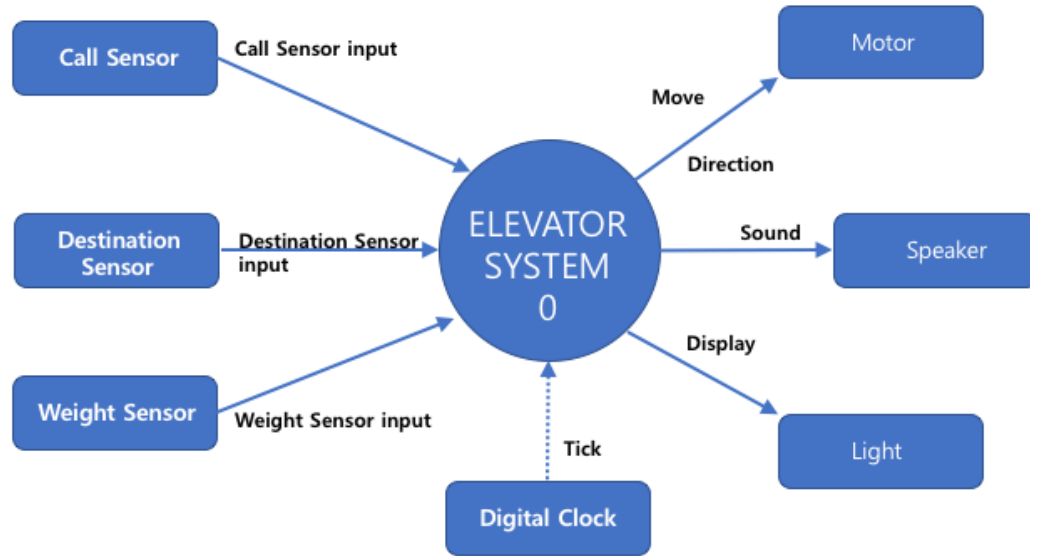 Call Sensor
Call Sensor input
Motor
Move
Direction
Destination
Sensor
Destination Sensor
input
ELEVATOR
SYSTEM
0
Sound
Speaker
Display
Weight Sensor
Weight Sensor input
Light
Tick
Digital Clock